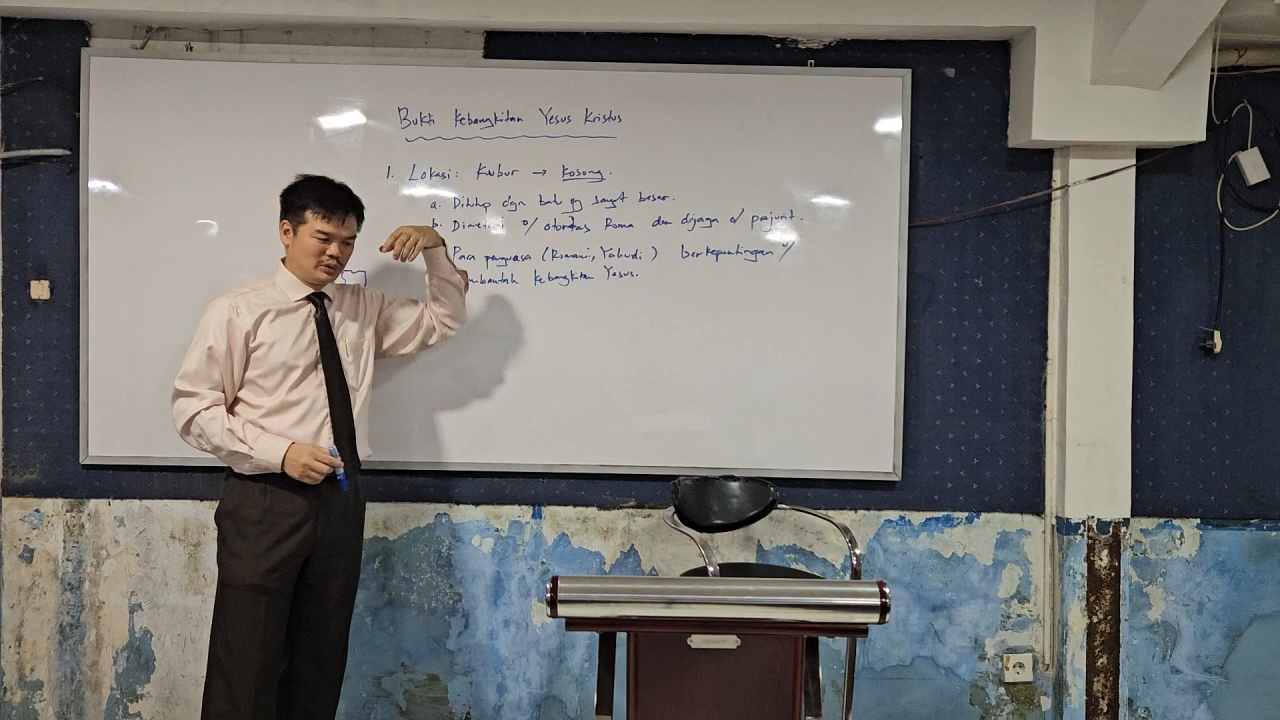 Bukti Kebangkitan Yesus Kristus
1. Lokasi: Kubur → kosong.
a. Ditutup dgn batu yg sangat besar.
b. Dimeterai o/ otoritas Roma dan dijaga o/ prajurit.
Para penguasa (Romawi, Yahudi) berkepentingan u/
kebangkitan Yesus.